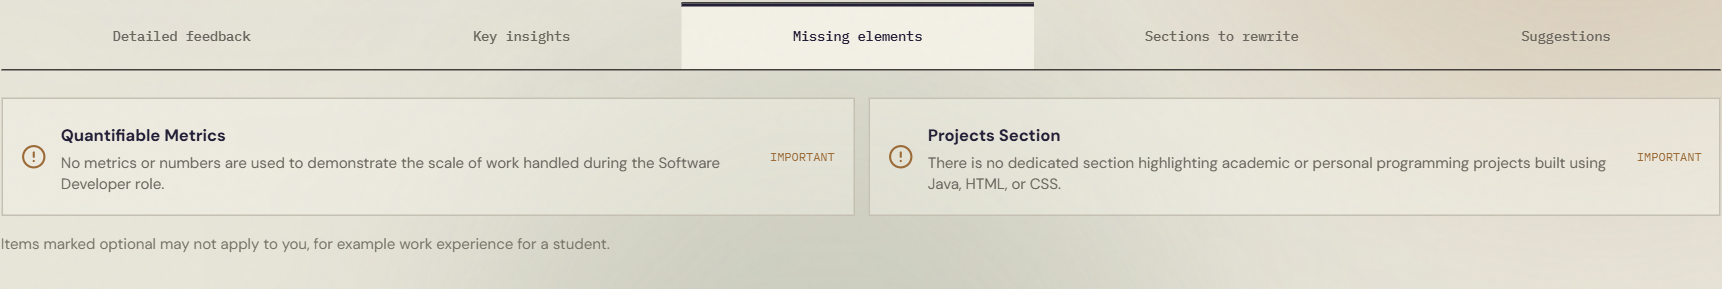 Detailed feedback
Key insights
Missing elements
Sections to rewrite
Suggestions
Quantifiable Metrics
No metrics or numbers are used to demonstrate the scale of work handled during the Software
Developer role.
IMPORTANT
Projects Section
There is no dedicated section highlighting academic or personal programming projects built using
Java, HTML, or CSS.
IMPORTANT
Items marked optional may not apply to you, for example work experience for a student.